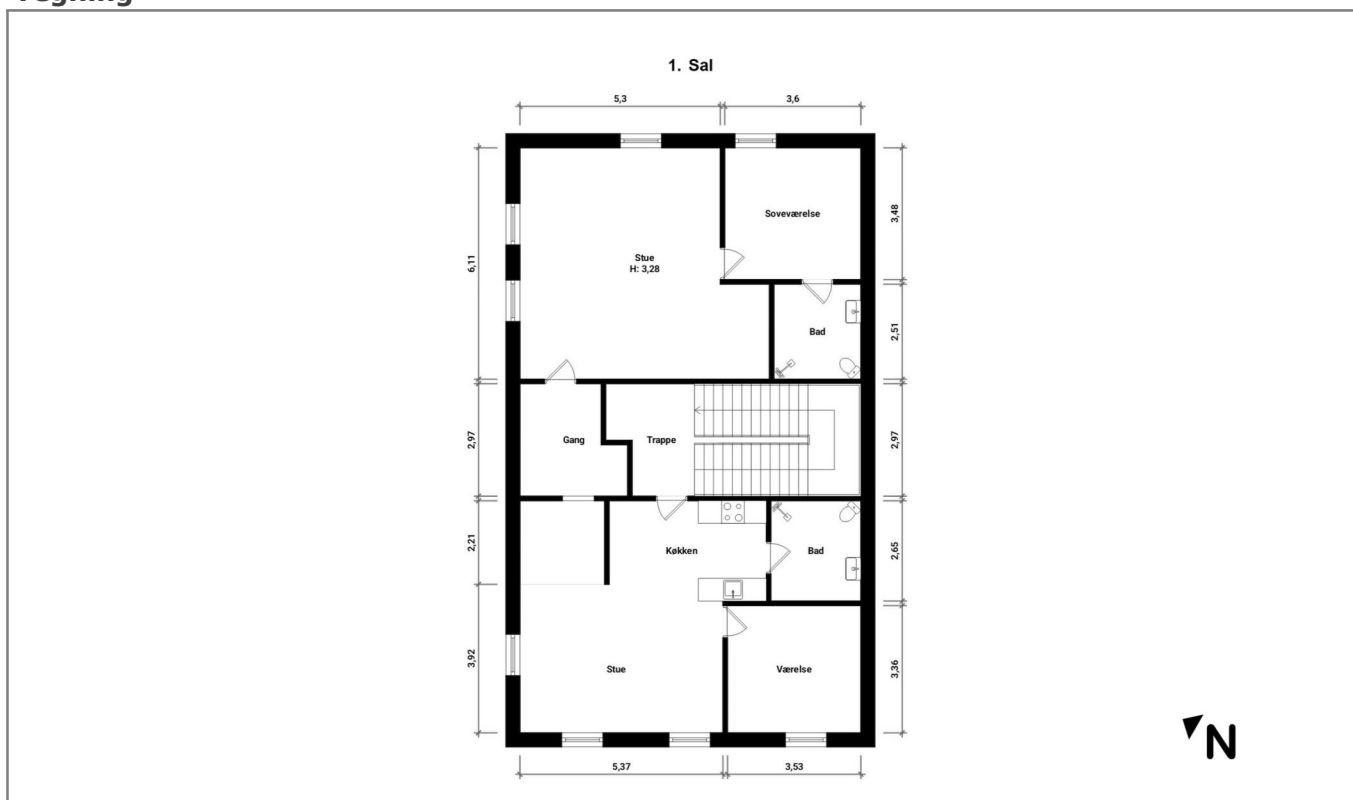 1. Sal
5,3
3,6
6,11
3,48
Soveværelse
Stue
H: 3,28
Bad
2,51
2,97
Gang
Trappe
2,97
2,21
Køkken
Bad
2,65
3,92
Stue
Værelse
3,36
5,37
3,53
N